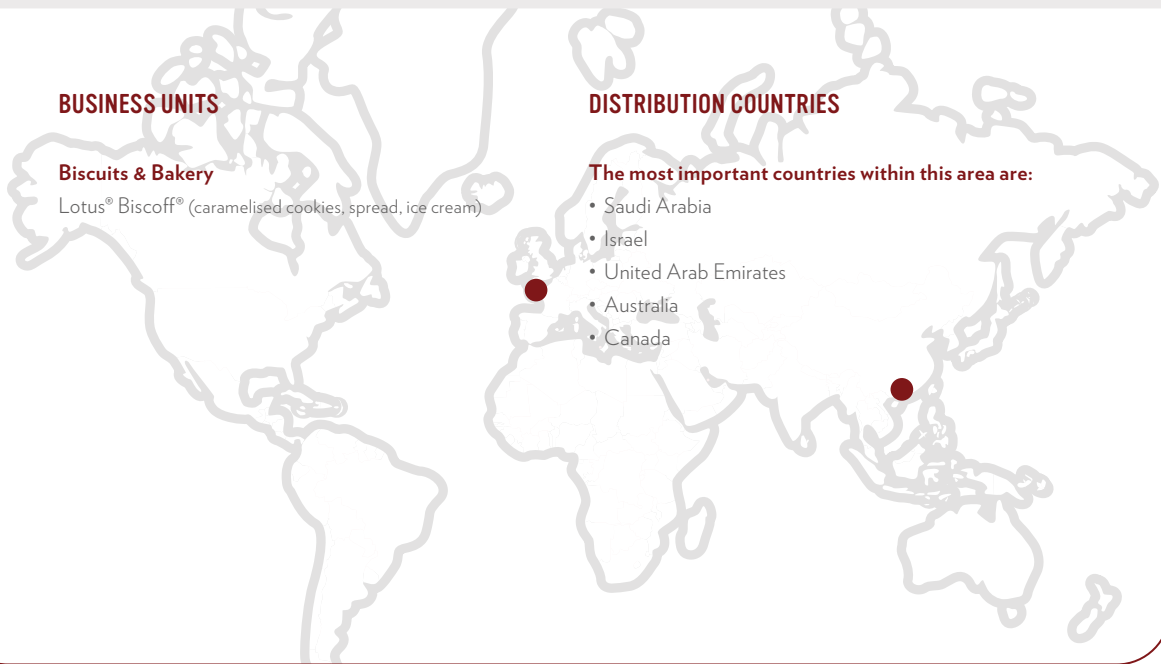 BUSINESS UNITS
Biscuits & Bakery
Lotus® Biscoff® (caramelised cookies, spread, ice cream)
DISTRIBUTION COUNTRIES
The most important countries within this area are:
• Saudi Arabia
• Israel
• United Arab Emirates
• Australia
• Canada